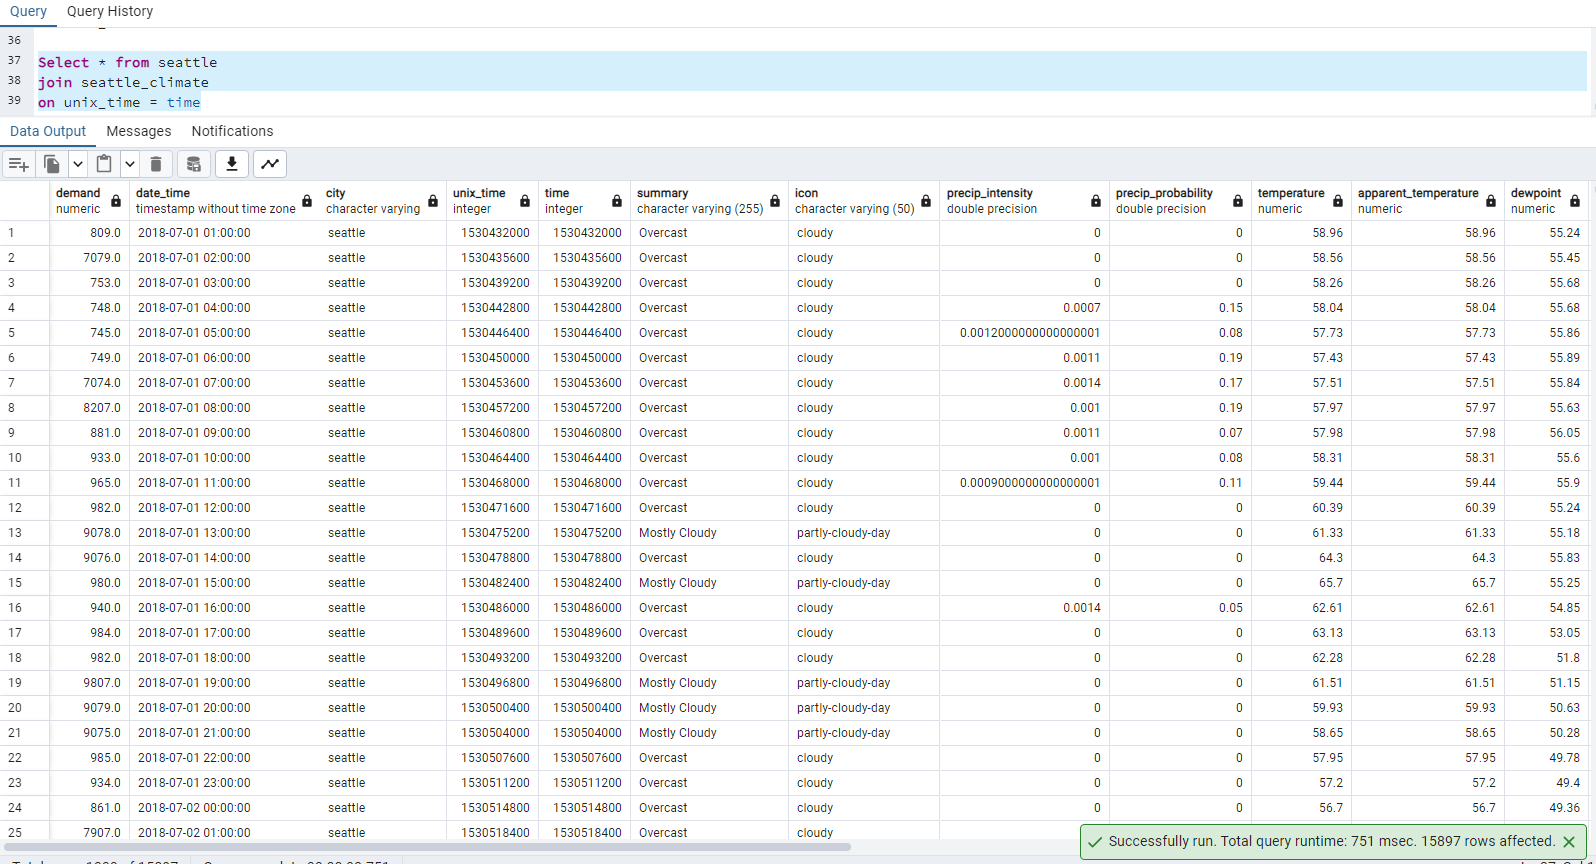 Query Query History
36
37 Select * from seattle
38 join seattle_climate
39 on unix_time = time
Data Output Messages Notifications
demand date_time city unix_time time summary icon precip_intensity precip_probability temperature apparent_temperature dewpoint
numeric timestamp without time zone character varying integer integer character varying (255) character varying (50) double precision double precision numeric numeric numeric
1 809.0 2018-07-01 01:00:00 seattle 1530432000 1530432000 Overcast cloudy 0 0 58.96 58.96 55.24
2 7079.0 2018-07-01 02:00:00 seattle 1530435600 1530435600 Overcast cloudy 0 0 58.56 58.56 55.45
3 753.0 2018-07-01 03:00:00 seattle 1530439200 1530439200 Overcast cloudy 0 0 58.26 58.26 55.68
4 748.0 2018-07-01 04:00:00 seattle 1530442800 1530442800 Overcast cloudy 0.0007 0.15 58.04 58.04 55.68
5 745.0 2018-07-01 05:00:00 seattle 1530446400 1530446400 Overcast cloudy 0.0012000000000000001 0.08 57.73 57.73 55.86
6 749.0 2018-07-01 06:00:00 seattle 1530450000 1530450000 Overcast cloudy 0.0011 0.19 57.43 57.43 55.89
7 7074.0 2018-07-01 07:00:00 seattle 1530453600 1530453600 Overcast cloudy 0.0014 0.17 57.51 57.51 55.84
8 8207.0 2018-07-01 08:00:00 seattle 1530457200 1530457200 Overcast cloudy 0.001 0.19 57.97 57.97 55.63
9 881.0 2018-07-01 09:00:00 seattle 1530460800 1530460800 Overcast cloudy 0.0011 0.07 57.98 57.98 56.05
10 933.0 2018-07-01 10:00:00 seattle 1530464400 1530464400 Overcast cloudy 0.001 0.08 58.31 58.31 55.6
11 965.0 2018-07-01 11:00:00 seattle 1530468000 1530468000 Overcast cloudy 0.0009000000000000001 0.11 59.44 59.44 55.9
12 982.0 2018-07-01 12:00:00 seattle 1530471600 1530471600 Overcast cloudy 0 0 60.39 60.39 55.24
13 9078.0 2018-07-01 13:00:00 seattle 1530475200 1530475200 Mostly Cloudy partly-cloudy-day 0 0 61.33 61.33 55.18
14 9076.0 2018-07-01 14:00:00 seattle 1530478800 1530478800 Overcast cloudy 0 0 64.3 64.3 55.83
15 980.0 2018-07-01 15:00:00 seattle 1530482400 1530482400 Mostly Cloudy partly-cloudy-day 0 0 65.7 65.7 55.25
16 940.0 2018-07-01 16:00:00 seattle 1530486000 1530486000 Overcast cloudy 0.0014 0.05 62.61 62.61 54.85
17 984.0 2018-07-01 17:00:00 seattle 1530489600 1530489600 Overcast cloudy 0 0 63.13 63.13 53.05
18 982.0 2018-07-01 18:00:00 seattle 1530493200 1530493200 Overcast cloudy 0 0 62.28 62.28 51.8
19 9807.0 2018-07-01 19:00:00 seattle 1530496800 1530496800 Mostly Cloudy partly-cloudy-day 0 0 61.51 61.51 51.15
20 9079.0 2018-07-01 20:00:00 seattle 1530500400 1530500400 Mostly Cloudy partly-cloudy-day 0 0 59.93 59.93 50.63
21 9075.0 2018-07-01 21:00:00 seattle 1530504000 1530504000 Mostly Cloudy partly-cloudy-day 0 0 58.65 58.65 50.28
22 985.0 2018-07-01 22:00:00 seattle 1530507600 1530507600 Overcast cloudy 0 0 57.95 57.95 49.78
23 934.0 2018-07-01 23:00:00 seattle 1530511200 1530511200 Overcast cloudy 0 0 57.2 57.2 49.4
24 861.0 2018-07-02 00:00:00 seattle 1530514800 1530514800 Overcast cloudy 0 0 56.7 56.7 49.36
25 7907.0 2018-07-02 01:00:00 seattle 1530518400 1530518400 Overcast cloudy
Successfully run. Total query runtime: 751 msec. 15897 rows affected.